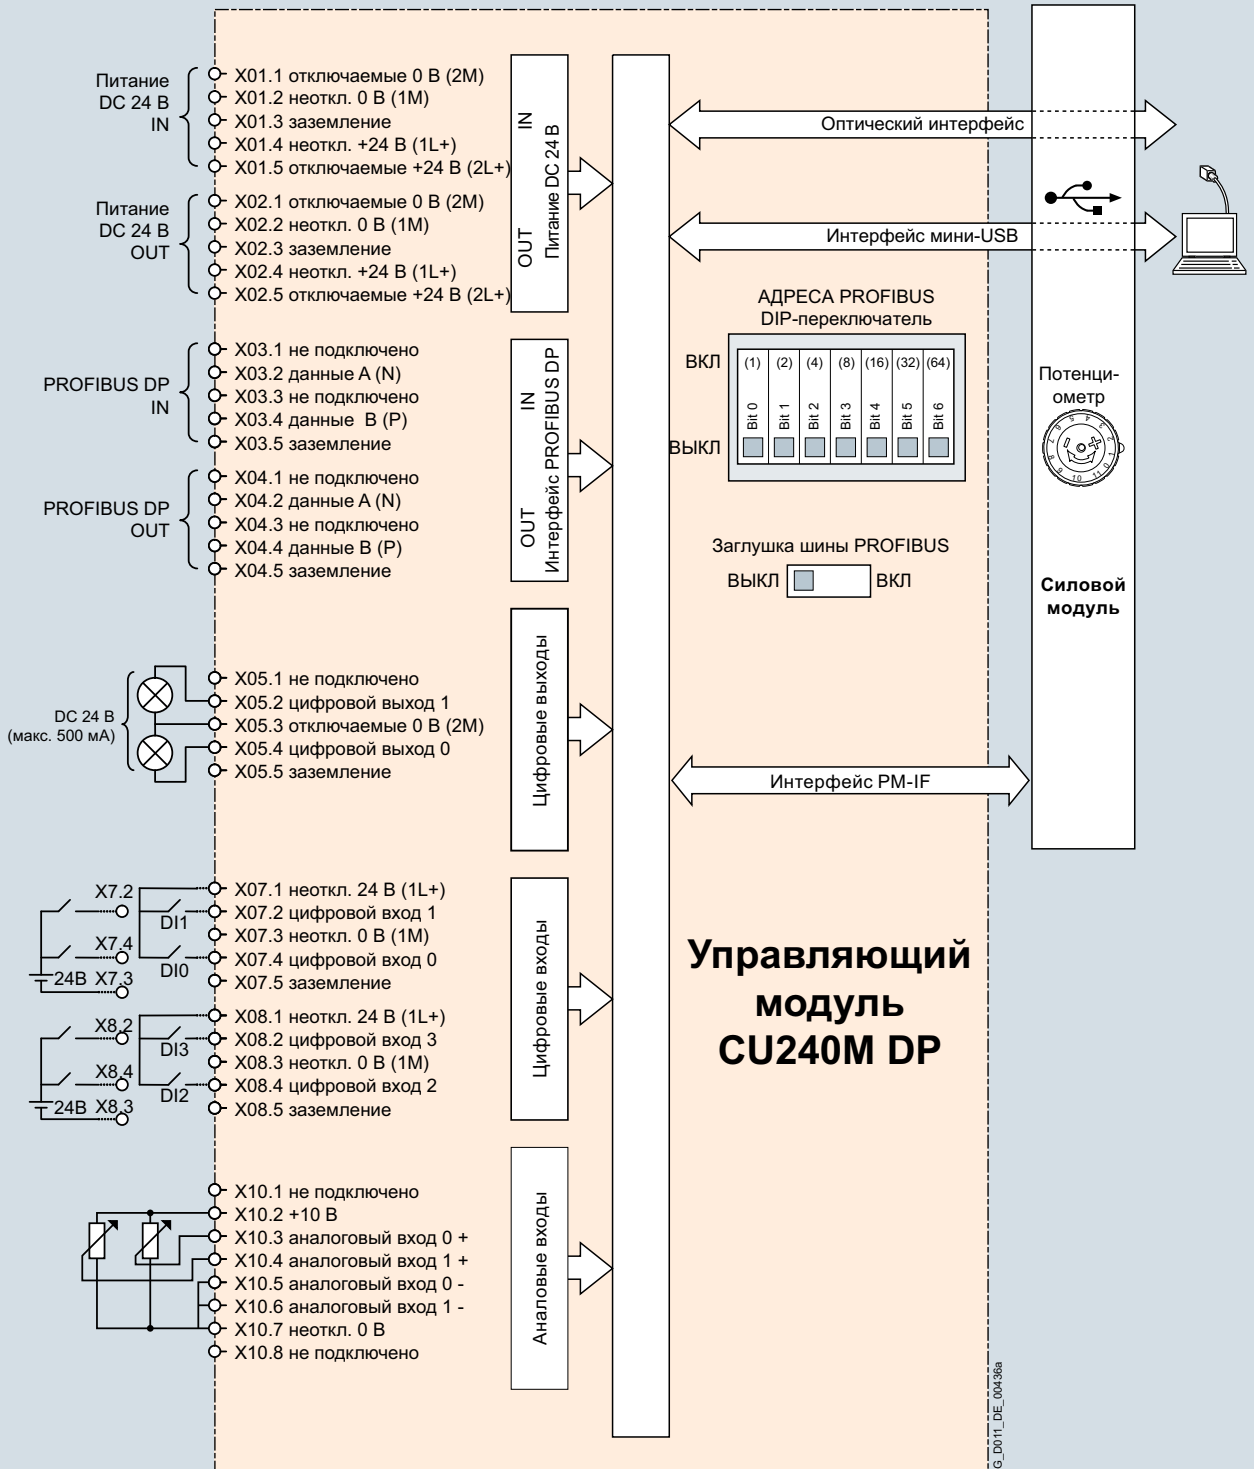 Питание
DC 24 В
IN
X01.1 отключаемые 0 В (2M)
X01.2 неоткл. 0 В (1M)
X01.3 заземление
X01.4 неоткл. +24 В (1L+)
X01.5 отключаемые +24 В (2L+)
Питание
DC 24 В
OUT
X02.1 отключаемые 0 В (2M)
X02.2 неоткл. 0 В (1M)
X02.3 заземление
X02.4 неоткл. +24 В (1L+)
X02.5 отключаемые +24 В (2L+)
IN
OUT
Питание DC 24 В
PROFIBUS DP
IN
X03.1 не подключено
X03.2 данные A (N)
X03.3 не подключено
X03.4 данные B (P)
X03.5 заземление
PROFIBUS DP
OUT
X04.1 не подключено
X04.2 данные A (N)
X04.3 не подключено
X04.4 данные B (P)
X04.5 заземление
IN
OUT
Интерфейс PROFIBUS DP
DC 24 В
(макс. 500 мА)
X05.1 не подключено
X05.2 цифровой выход 1
X05.3 отключаемые 0 В (2M)
X05.4 цифровой выход 0
X05.5 заземление
Цифровые выходы
X7.2
X7.4
24В X7.3
DI1
DI0
X07.1 неоткл. 24 В (1L+)
X07.2 цифровой вход 1
X07.3 неоткл. 0 В (1M)
X07.4 цифровой вход 0
X07.5 заземление
X8.2
X8.4
24В X8.3
DI3
DI2
X08.1 неоткл. 24 В (1L+)
X08.2 цифровой вход 3
X08.3 неоткл. 0 В (1M)
X08.4 цифровой вход 2
X08.5 заземление
Цифровые входы
X10.1 не подключено
X10.2 +10 В
X10.3 аналоговый вход 0 +
X10.4 аналоговый вход 1 +
X10.5 аналоговый вход 0 -
X10.6 аналоговый вход 1 -
X10.7 неоткл. 0 В
X10.8 не подключено
Аналовые входы
Оптический интерфейс
Интерфейс мини-USB
АДРЕСА PROFIBUS
DIP-переключатель
ВКЛ
(1) (2) (4) (8) (16) (32) (64)
Bit 0 Bit 1 Bit 2 Bit 3 Bit 4 Bit 5 Bit 6
ВЫКЛ
Заглушка шины PROFIBUS
ВЫКЛ ВКЛ
Потенци-
ометр
0 1 2 3 4 5 6 7 8 9 10 11
Силовой
модуль
Интерфейс PM-IF
Управляющий
модуль
CU240M DP
G_D011_DE_00436a